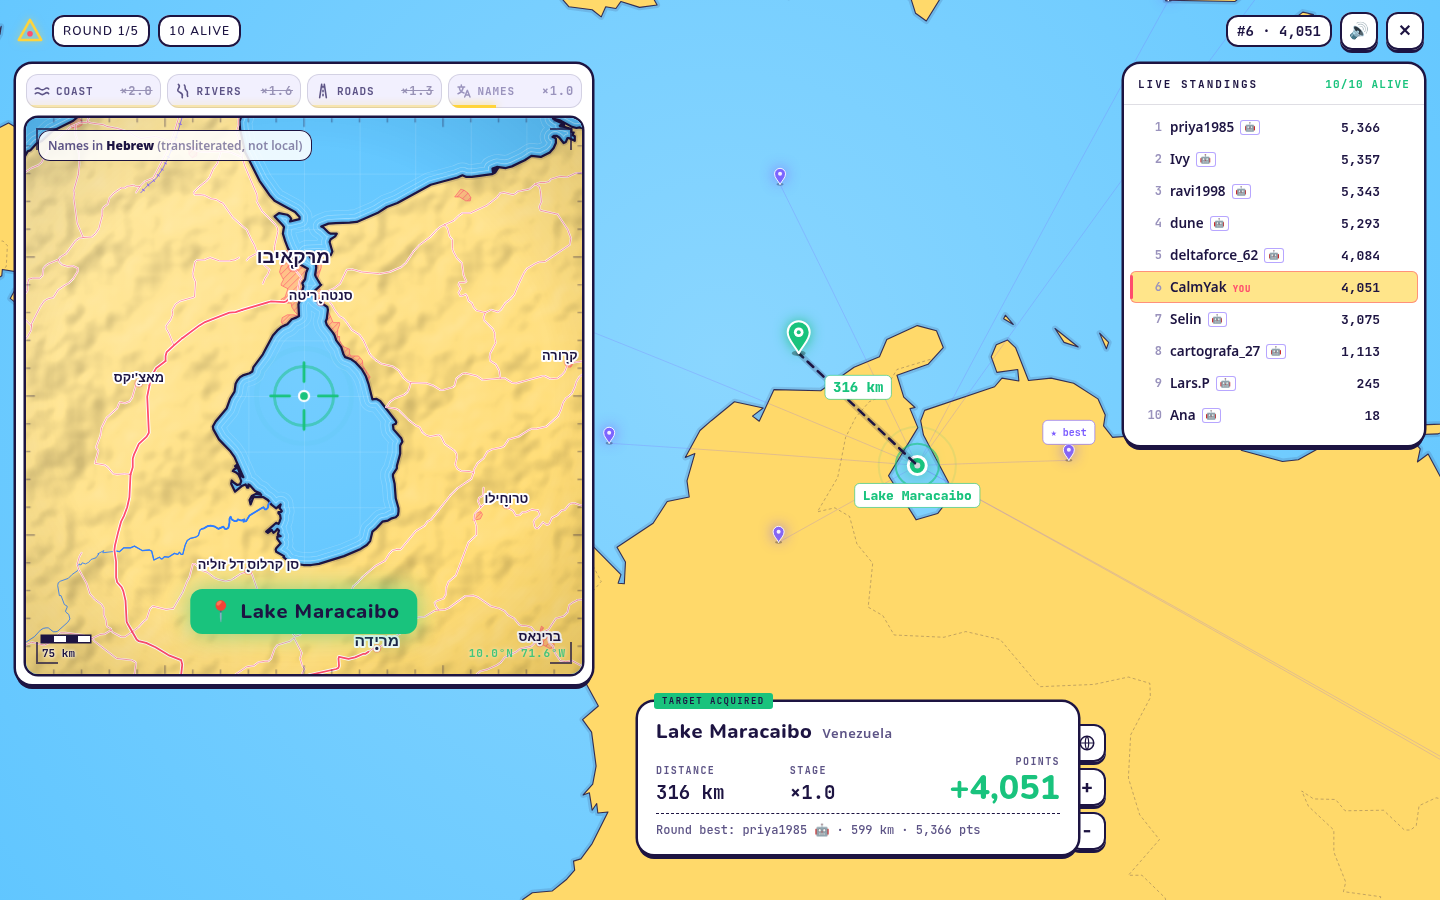 ROUND 1/5
10 ALIVE
#6 · 4,051
COAST ×2.0
RIVERS ×1.6
ROADS ×1.3
NAMES ×1.0
Names in Hebrew (transliterated, not local)
מרקאיבו
סנטה ריטה
קרורה
מאצ'יקס
טרוחילו
סן קרלוס דל זוליה
📍 Lake Maracaibo
מרידה
ברינאס
75 km
10.0°N 71.6°W
316 km
Lake Maracaibo
★ best
LIVE STANDINGS 10/10 ALIVE
1 priya1985 🤖 5,366
2 Ivy 🤖 5,357
3 ravi1998 🤖 5,343
4 dune 🤖 5,293
5 deltaforce_62 🤖 4,084
6 CalmYak YOU 4,051
7 Selin 🤖 3,075
8 cartografa_27 🤖 1,113
9 Lars.P 🤖 245
10 Ana 🤖 18
TARGET ACQUIRED
Lake Maracaibo Venezuela
DISTANCE STAGE POINTS
316 km ×1.0 +4,051
Round best: priya1985 🤖 · 599 km · 5,366 pts
+
-